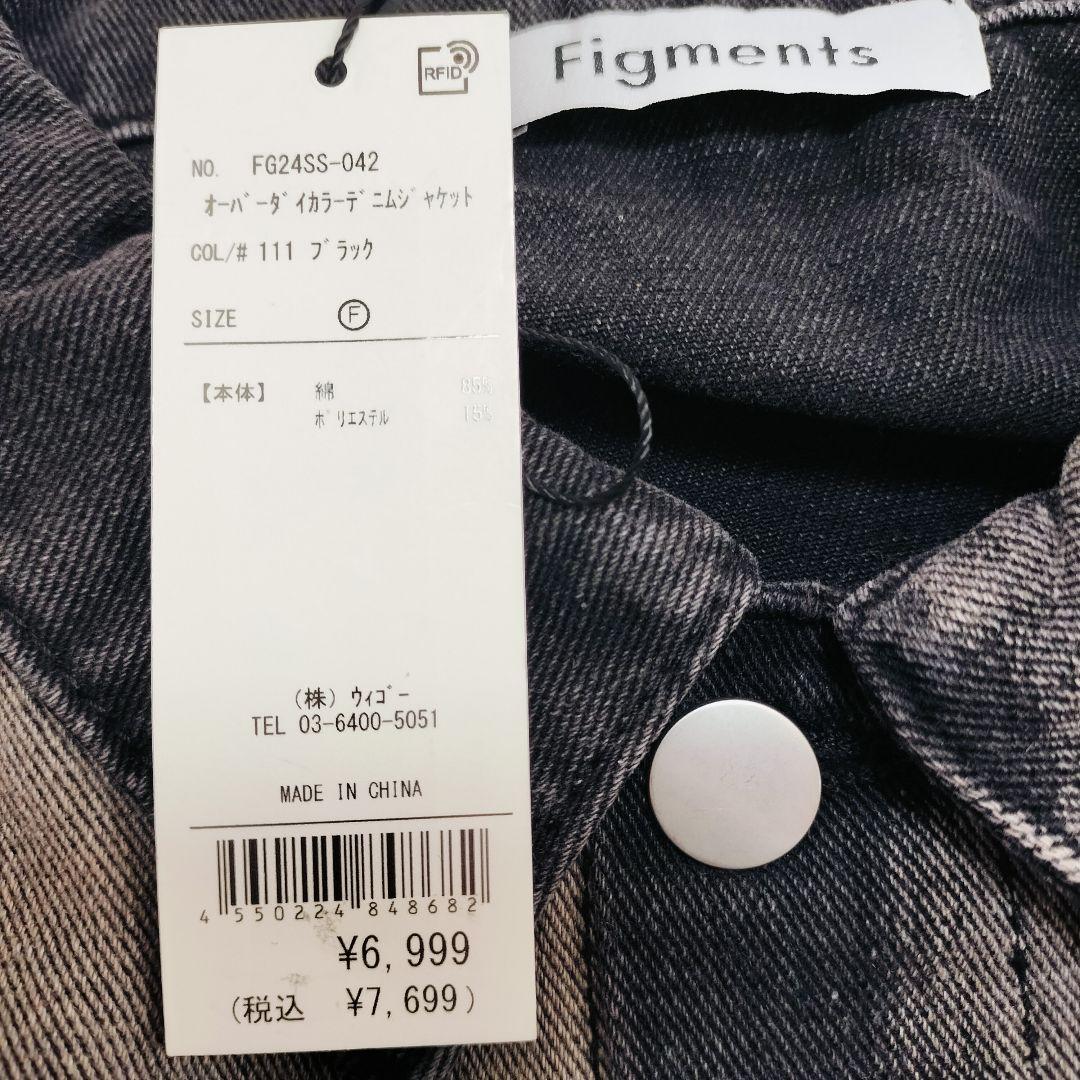 Figments
RFID
NO. FG24SS-042
ｵｰﾊﾞｰﾀﾞｲｶﾗｰﾃﾞﾆﾑｼﾞｬｹｯﾄ
COL/# 111 ﾌﾞﾗｯｸ
SIZE Ⓕ
【本体】 綿 85%
ﾎﾟﾘｴｽﾃﾙ 15%
(株) ｳｨｺﾞｰ
TEL 03-6400-5051
MADE IN CHINA
4 550224 848682
¥6,999
(税込 ¥7,699)